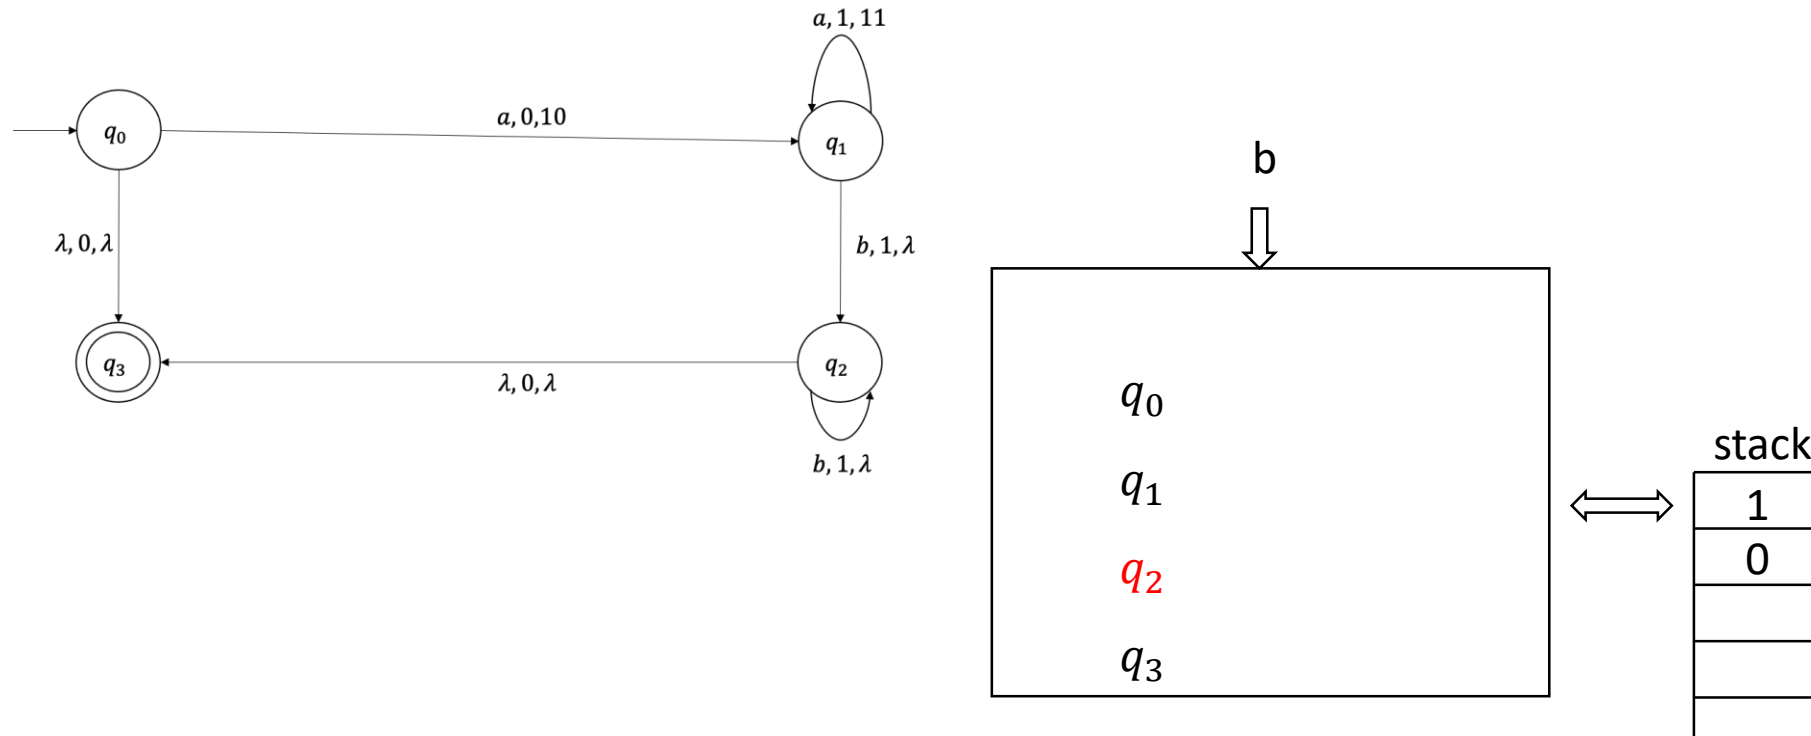 a, 1, 11
q₀
a, 0,10
q₁
λ, 0, λ
b, 1, λ
q₃
λ, 0, λ
q₂
b, 1, λ
b
q₀
q₁
q₂
q₃
stack
1
0